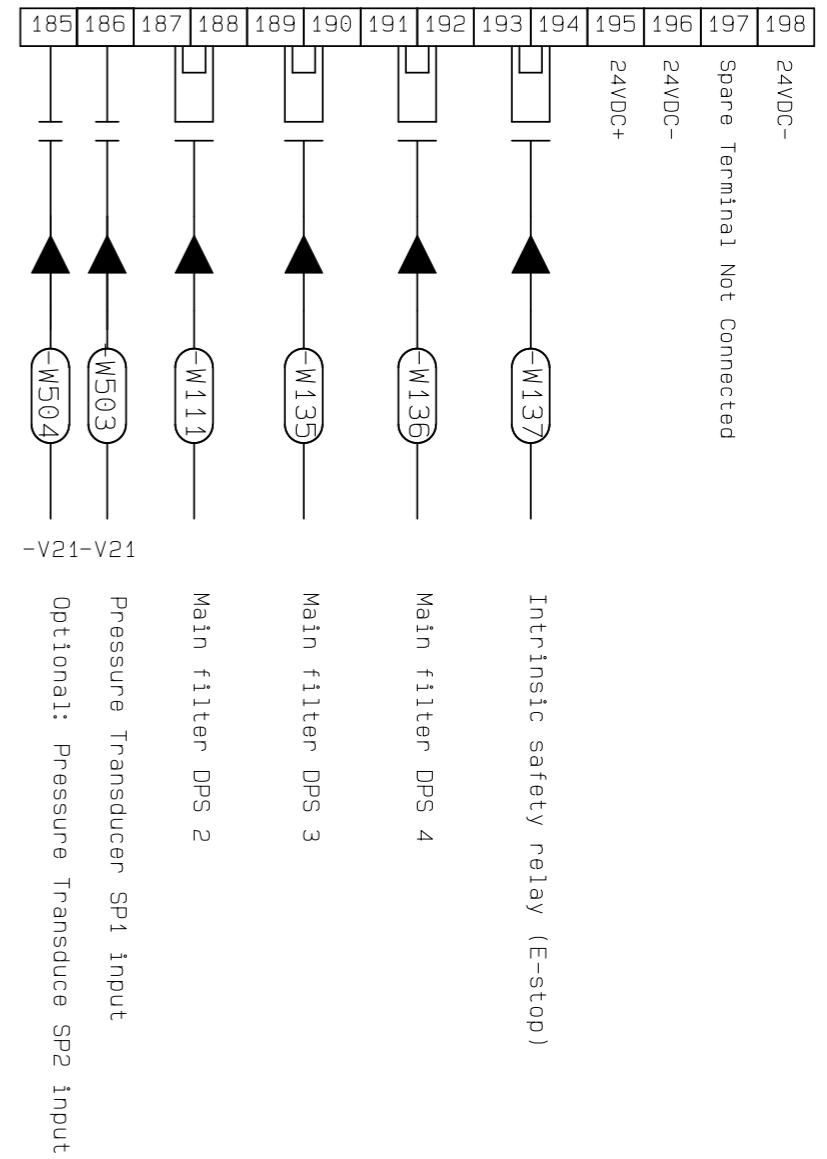 185 186 187 188 189 190 191 192 193 194 195 196 197 198
24VDC+
24VDC-
Spare Terminal Not Connected
24VDC-
-W504
-W503
-W111
-W135
-W136
-W137
-V21-V21
Optional: Pressure Transduce SP2 input
Pressure Transducer SP1 input
Main filter DPS 2
Main filter DPS 3
Main filter DPS 4
Intrinsic safety relay (E-stop)